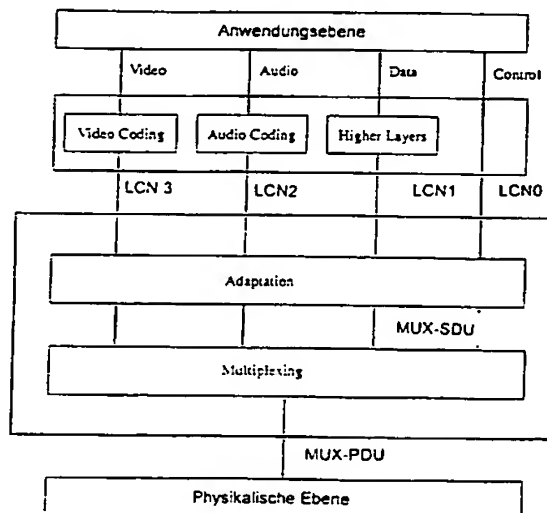 Anwendungsebene
Video Audio Data Control
Video Coding Audio Coding Higher Layers
LCN 3 LCN2 LCN1 LCN0
Adaptation
MUX-SDU
Multiplexing
MUX-PDU
Physikalische Ebene